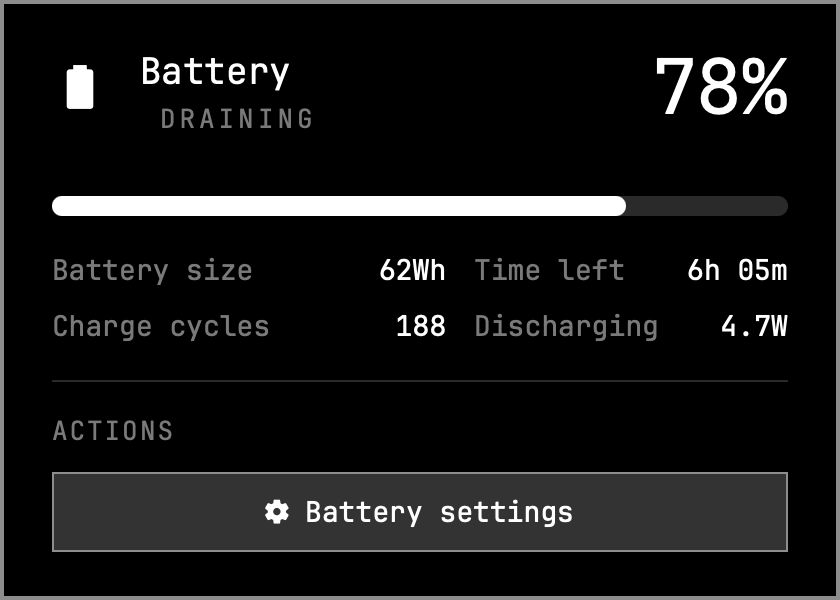 Battery
DRAINING
78%
Battery size 62Wh Time left 6h 05m
Charge cycles 188 Discharging 4.7W
ACTIONS
Battery settings